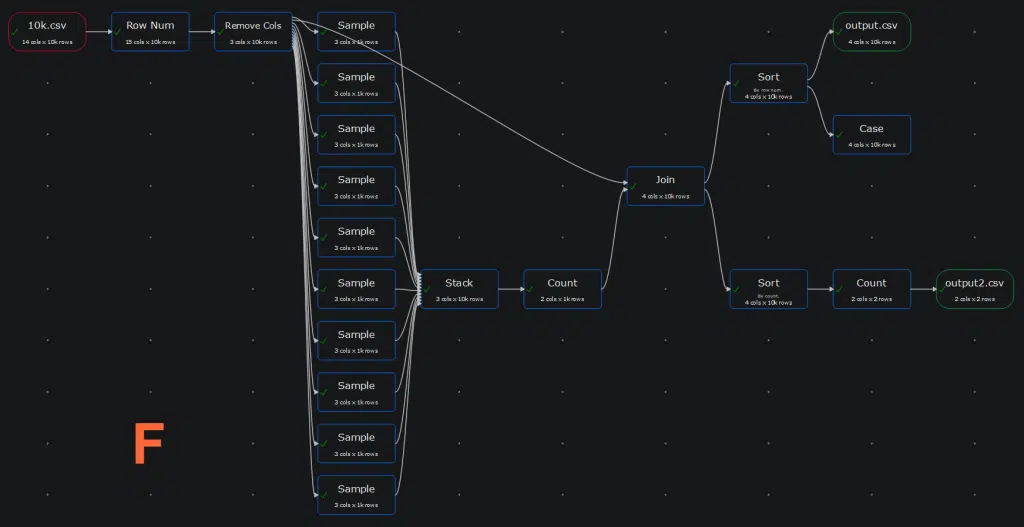 10k.csv
14 cols x 10k rows
Row Num
15 cols x 10k rows
Remove Cols
3 cols x 10k rows
Sample
3 cols x 1k rows
Sample
3 cols x 1k rows
Sample
3 cols x 1k rows
Sample
3 cols x 1k rows
Sample
3 cols x 1k rows
Sample
3 cols x 1k rows
Sample
3 cols x 1k rows
Sample
3 cols x 1k rows
Sample
3 cols x 1k rows
Sample
3 cols x 1k rows
Stack
3 cols x 10k rows
Count
2 cols x 1k rows
Join
4 cols x 10k rows
Sort
By row num
4 cols x 10k rows
output.csv
4 cols x 10k rows
Case
4 cols x 10k rows
Sort
By count
4 cols x 10k rows
Count
2 cols x 2 rows
output2.csv
2 cols x 2 rows
F